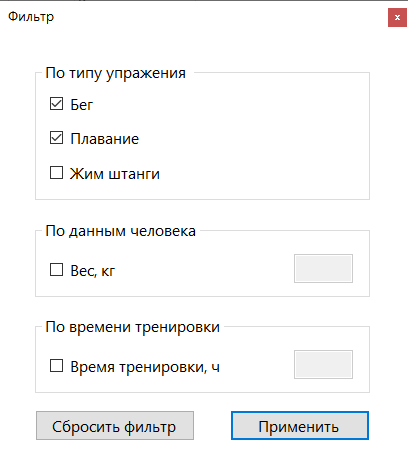 Фильтр
x
По типу упражения
Бег
Плавание
Жим штанги
По данным человека
Вес, кг
По времени тренировки
Время тренировки, ч
Сбросить фильтр
Применить